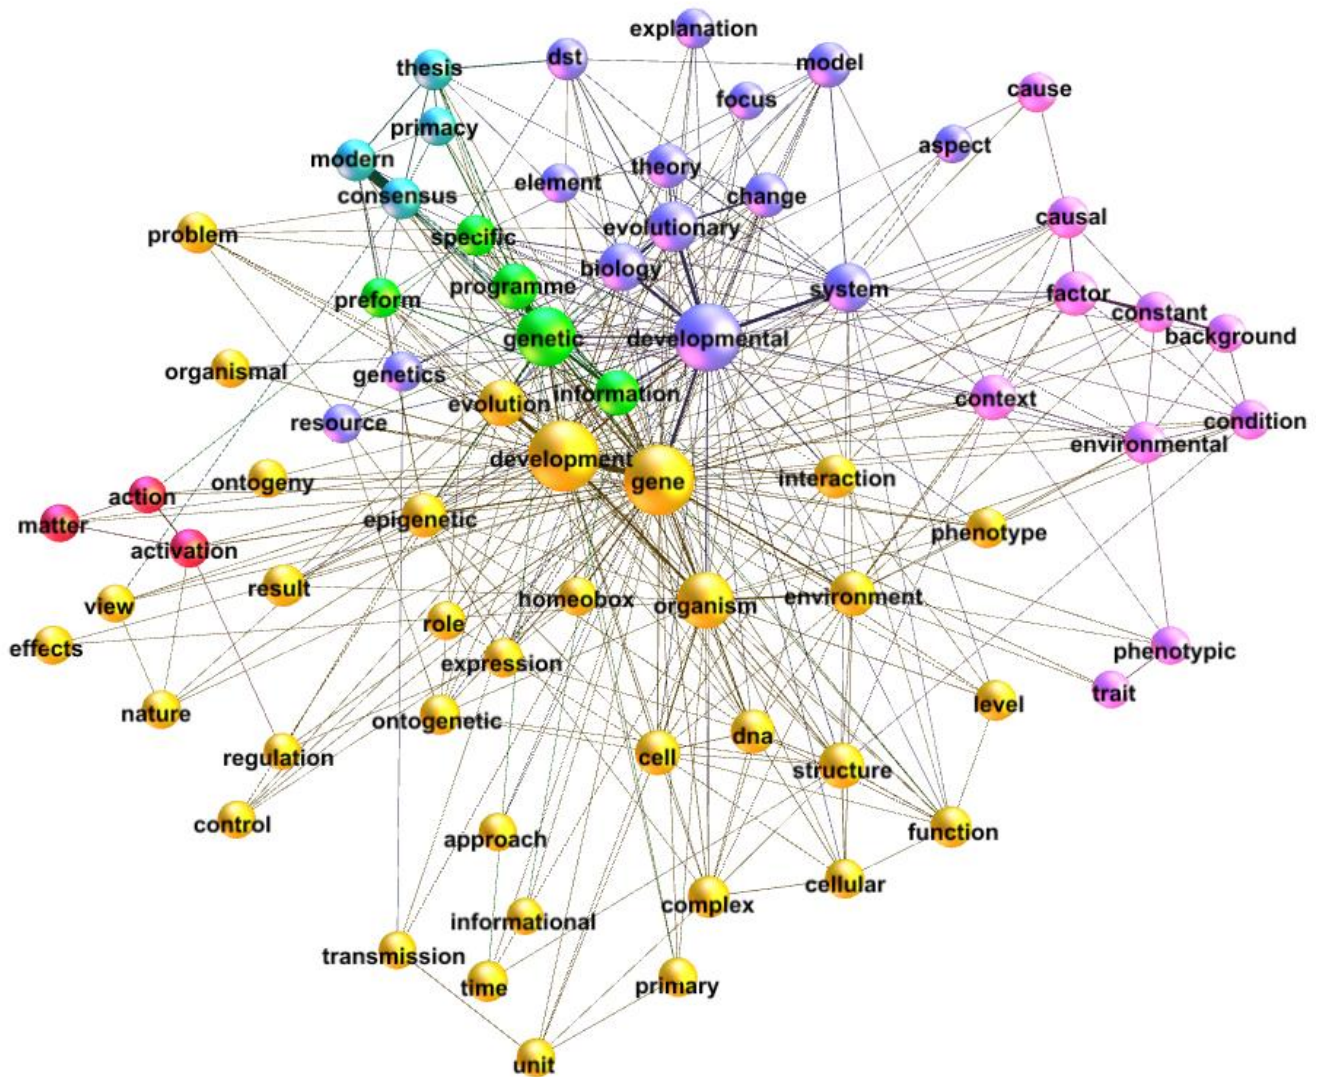 explanation
dst
model
thesis
cause
focus
primacy
aspect
modern
theory
element
consensus
change
causal
evolutionary
problem
specific
biology
programme
system
factor
preform
constant
background
genetic
developmental
organismal
genetics
information
context
evolution
resource
condition
environmental
development
interaction
ontogeny
gene
action
epigenetic
matter
phenotype
activation
result
environment
homeobox
organism
view
role
effects
phenotypic
expression
trait
level
nature
ontogenetic
dna
regulation
cell
structure
control
function
approach
cellular
complex
informational
transmission
time
primary
unit